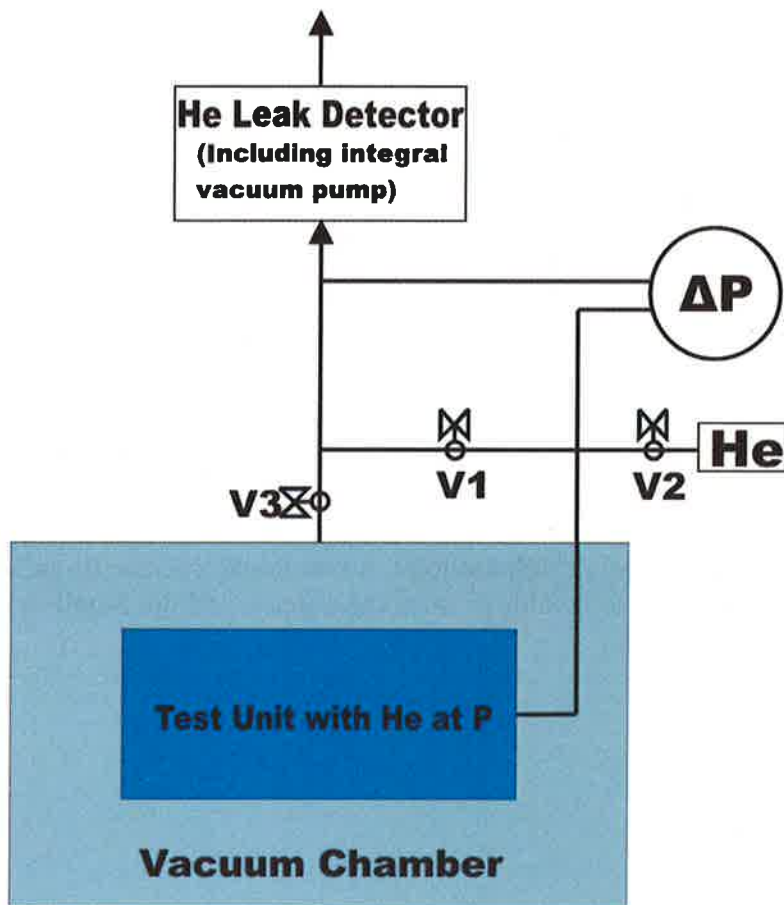 He Leak Detector
(Including integral
vacuum pump)
ΔP
He
V1
V2
V3
Test Unit with He at P
Vacuum Chamber